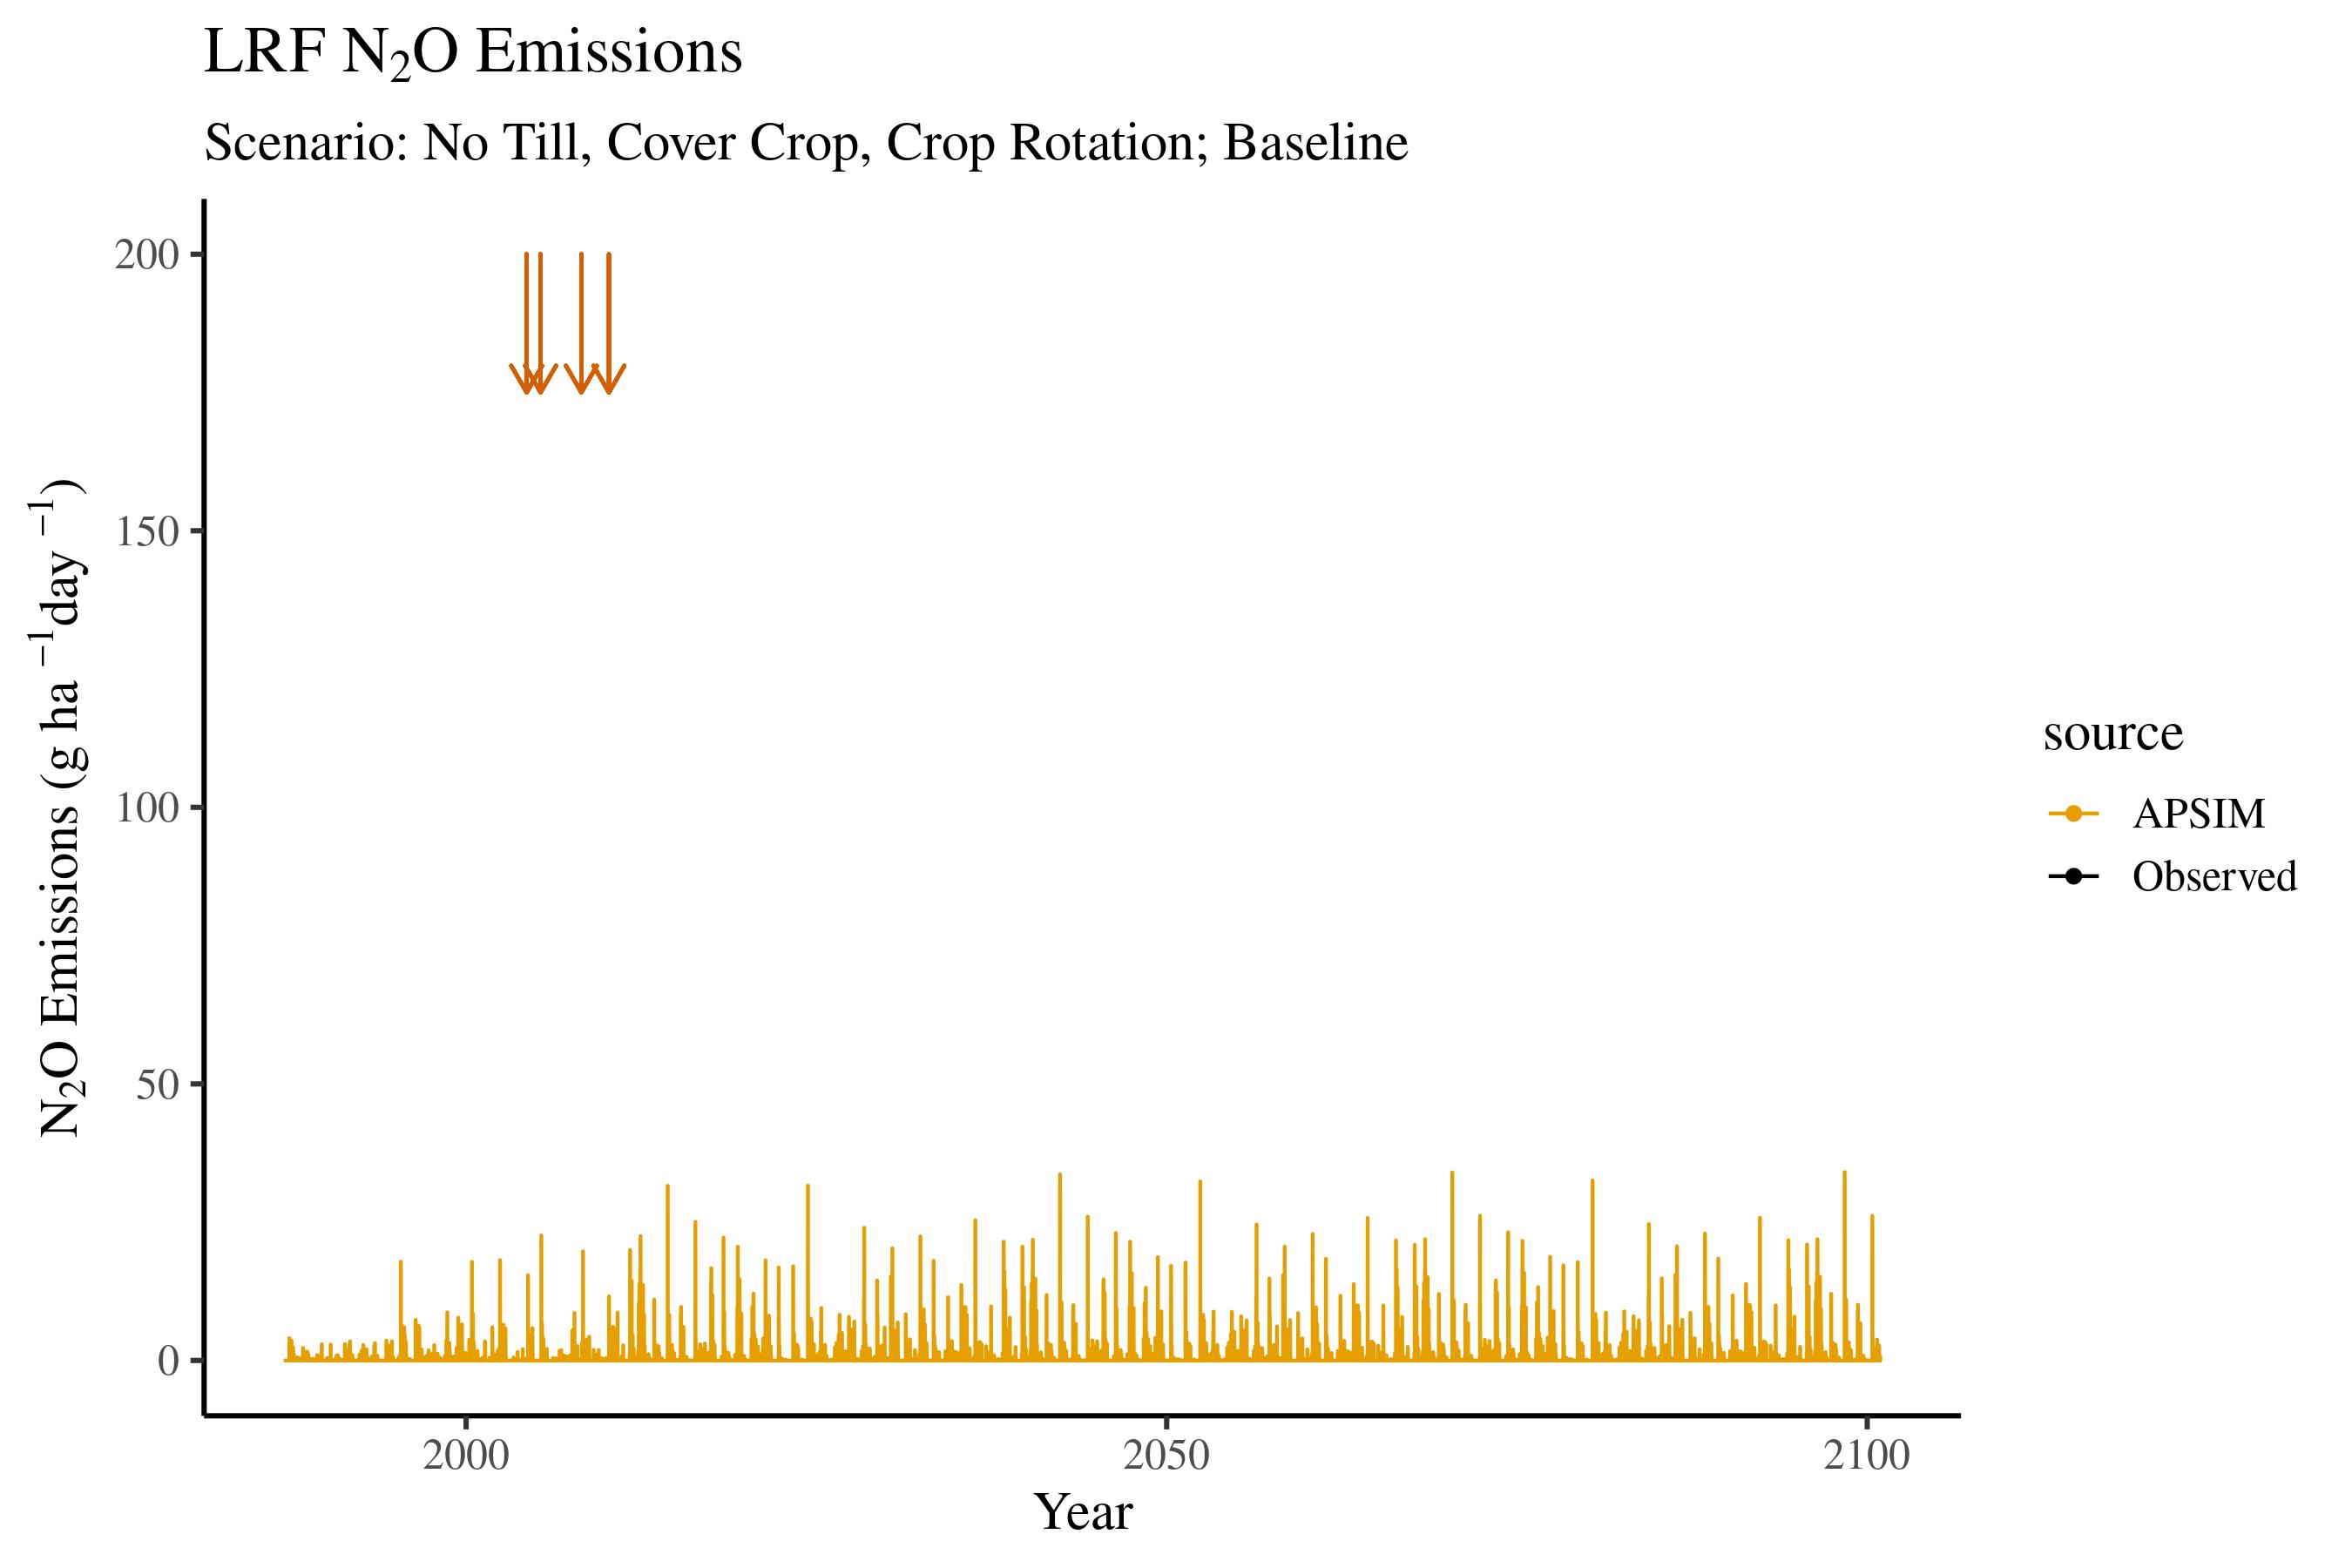 LRF N₂O Emissions
Scenario: No Till, Cover Crop, Crop Rotation; Baseline
N₂O Emissions (g ha ⁻¹day ⁻¹)
200
150
100
50
0
2000
2050
2100
Year
source
APSIM
Observed